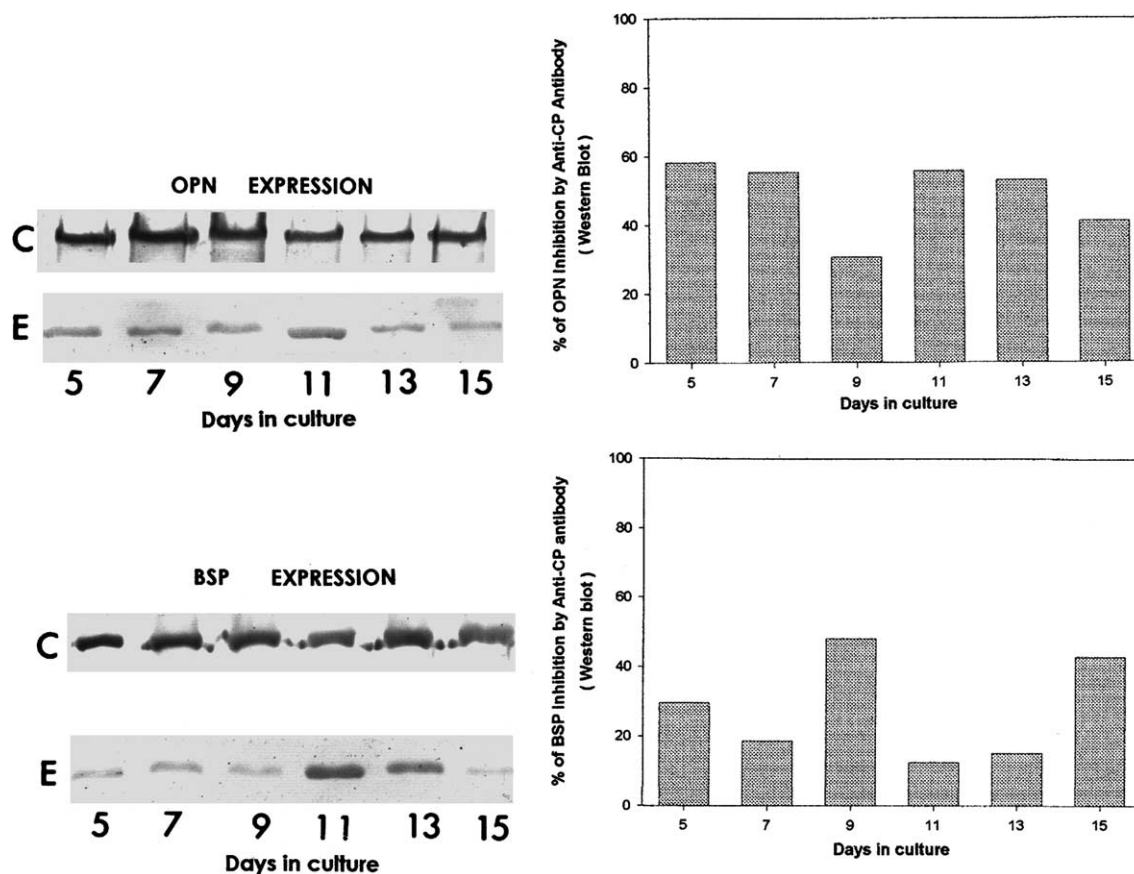 OPN EXPRESSION
C
E
5 7 9 11 13 15
Days in culture
% of OPN Inhibition by Anti-CP Antibody
( Western Blot )
100
80
60
40
20
0
5 7 9 11 13 15
Days in culture
BSP EXPRESSION
C
E
5 7 9 11 13 15
Days in culture
% of BSP Inhibition by Anti-CP antibody
( Western blot )
100
80
60
40
20
0
5 7 9 11 13 15
Days in culture